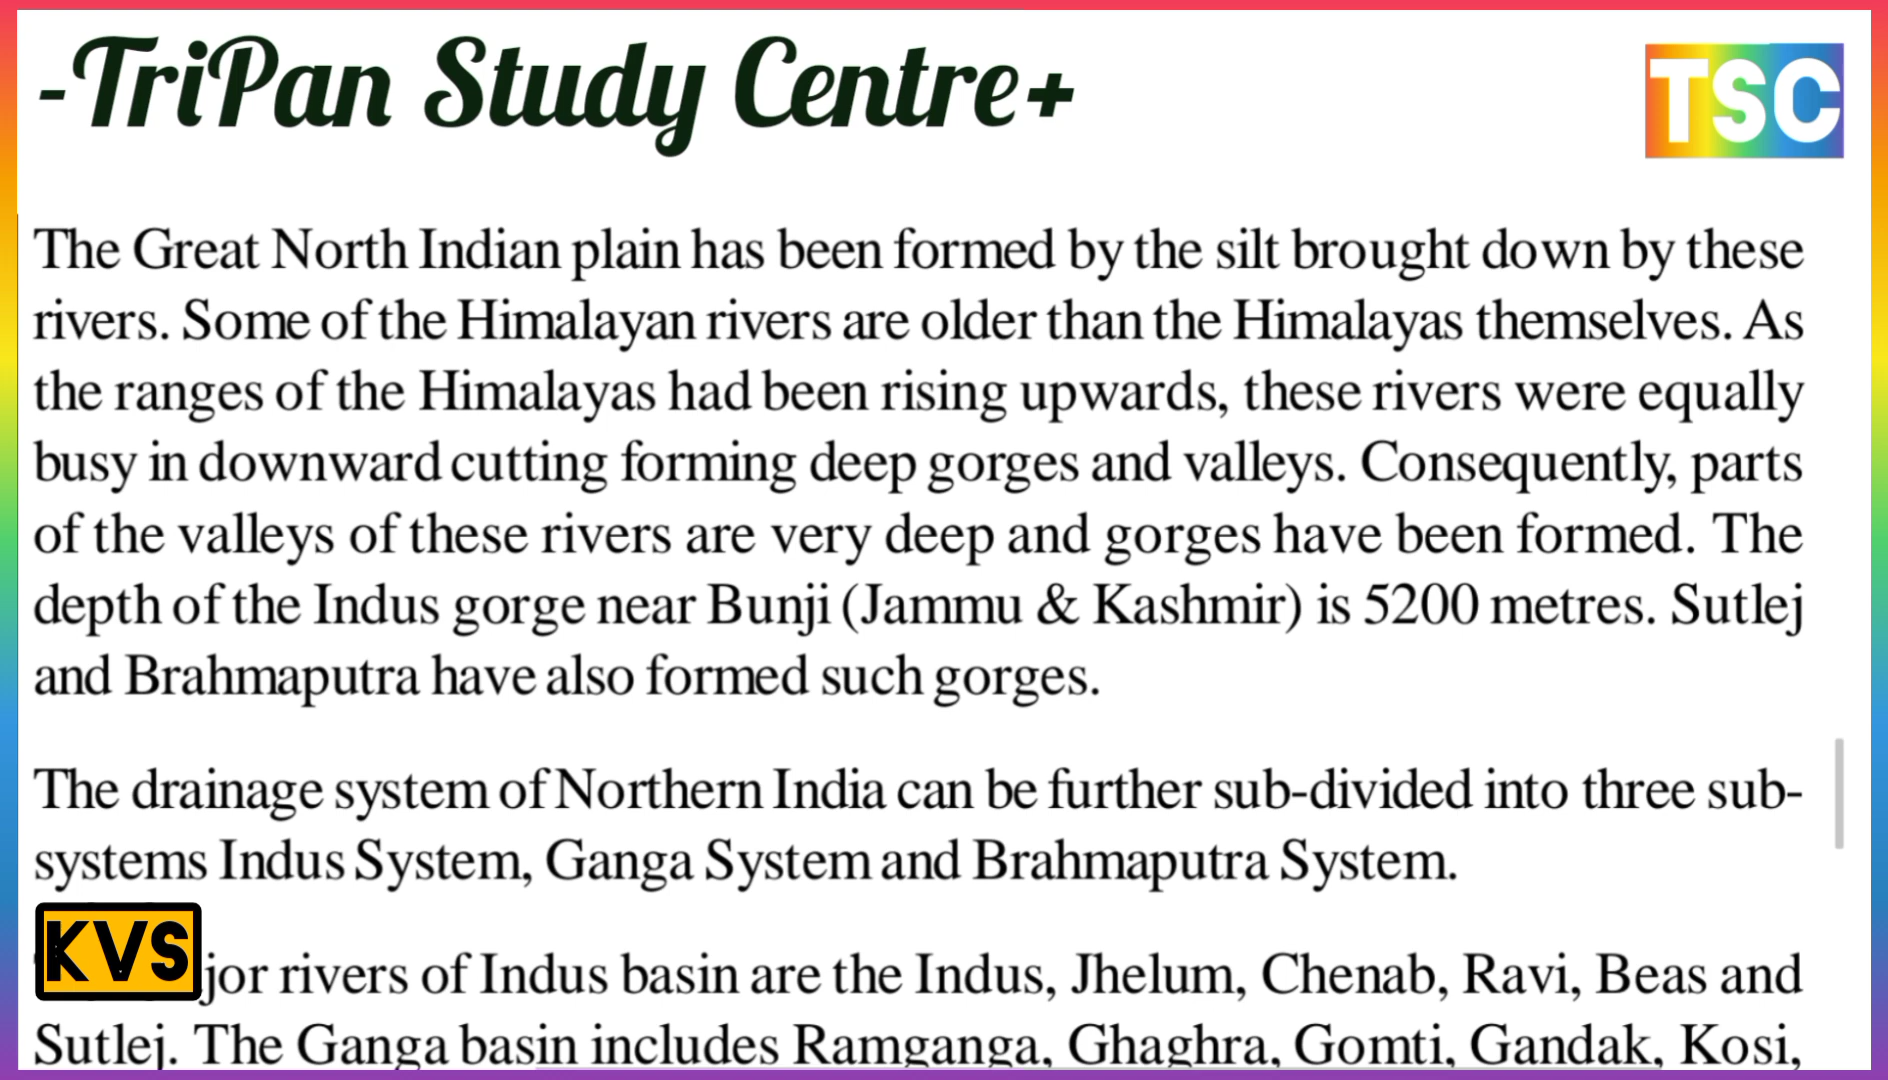 -TriPan Study Centre+
TSC
The Great North Indian plain has been formed by the silt brought down by these
rivers. Some of the Himalayan rivers are older than the Himalayas themselves. As
the ranges of the Himalayas had been rising upwards, these rivers were equally
busy in downward cutting forming deep gorges and valleys. Consequently, parts
of the valleys of these rivers are very deep and gorges have been formed. The
depth of the Indus gorge near Bunji (Jammu & Kashmir) is 5200 metres. Sutlej
and Brahmaputra have also formed such gorges.
The drainage system of Northern India can be further sub-divided into three sub-
systems Indus System, Ganga System and Brahmaputra System.
KVS
jor rivers of Indus basin are the Indus, Jhelum, Chenab, Ravi, Beas and
Sutlej. The Ganga basin includes Ramganga, Ghaghra, Gomti, Gandak, Kosi,